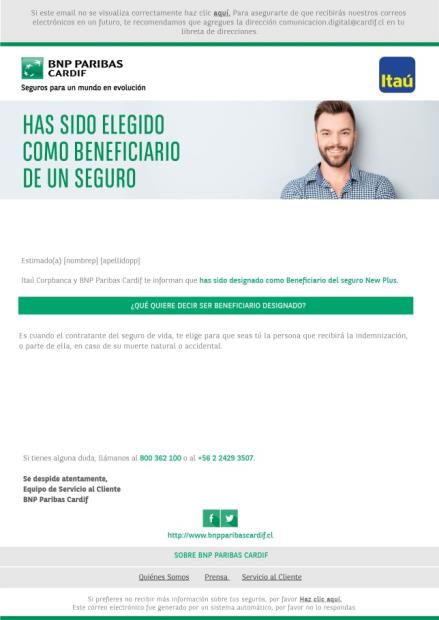 Si este email no se visualiza correctamente haz clic aquí. Para asegurarte de que recibirás nuestros correos
electrónicos en un futuro, te recomendamos que agregues la dirección comunicacion.digital@cardif.cl en tu
libreta de direcciones.
BNP PARIBAS
CARDIF
Seguros para un mundo en evolución
Itaú
HAS SIDO ELEGIDO
COMO BENEFICIARIO
DE UN SEGURO
Estimado(a) [nombrep] [apellidopp]
Itaú Corpbanca y BNP Paribas Cardif te informan que has sido designado como Beneficiario del seguro New Plus.
¿QUÉ QUIERE DECIR SER BENEFICIARIO DESIGNADO?
Es cuando el contratante del seguro de vida, te elige para que seas tú la persona que recibirá la indemnización,
o parte de ella, en caso de su muerte natural o accidental.
Si tienes alguna duda, llámanos al 800 362 100 o al +56 2 2429 3507.
Se despide atentamente,
Equipo de Servicio al Cliente
BNP Paribas Cardif
http://www.bnpparibascardif.cl
SOBRE BNP PARIBAS CARDIF
Quiénes Somos Prensa Servicio al Cliente
Si prefieres no recibir más información sobre tus seguros, por favor Haz clic aquí.
Este correo electrónico fue generado por un sistema automático, por favor no lo respondas